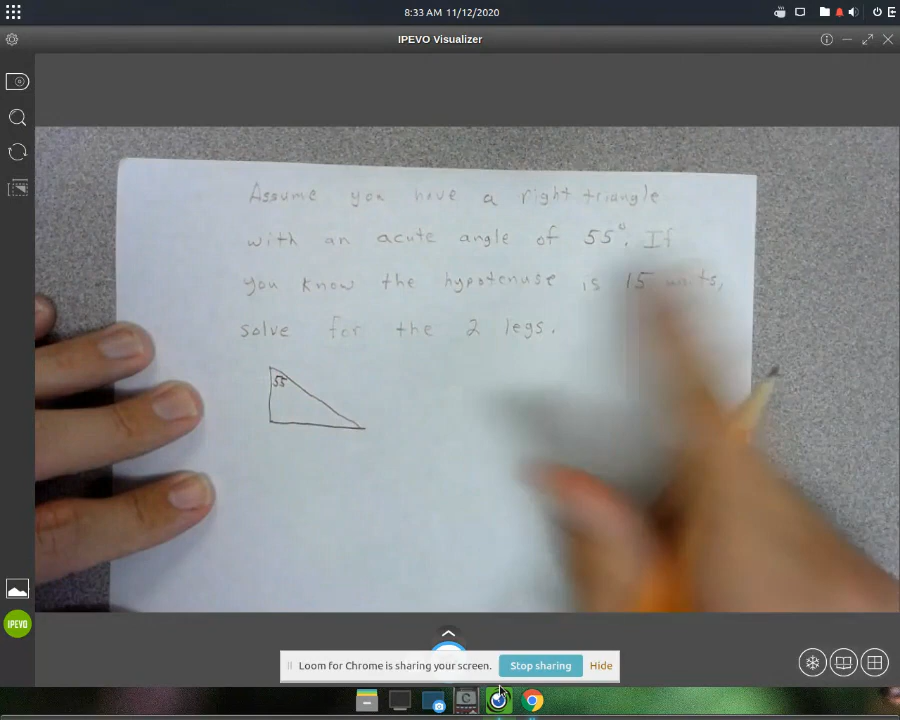 8:33 AM 11/12/2020
IPEVO Visualizer
Assume you have a right triangle
with an acute angle of 55°. If
you know the hypotenuse is 15 units,
solve for the 2 legs.
55
IPEVO
Loom for Chrome is sharing your screen. Stop sharing Hide
C